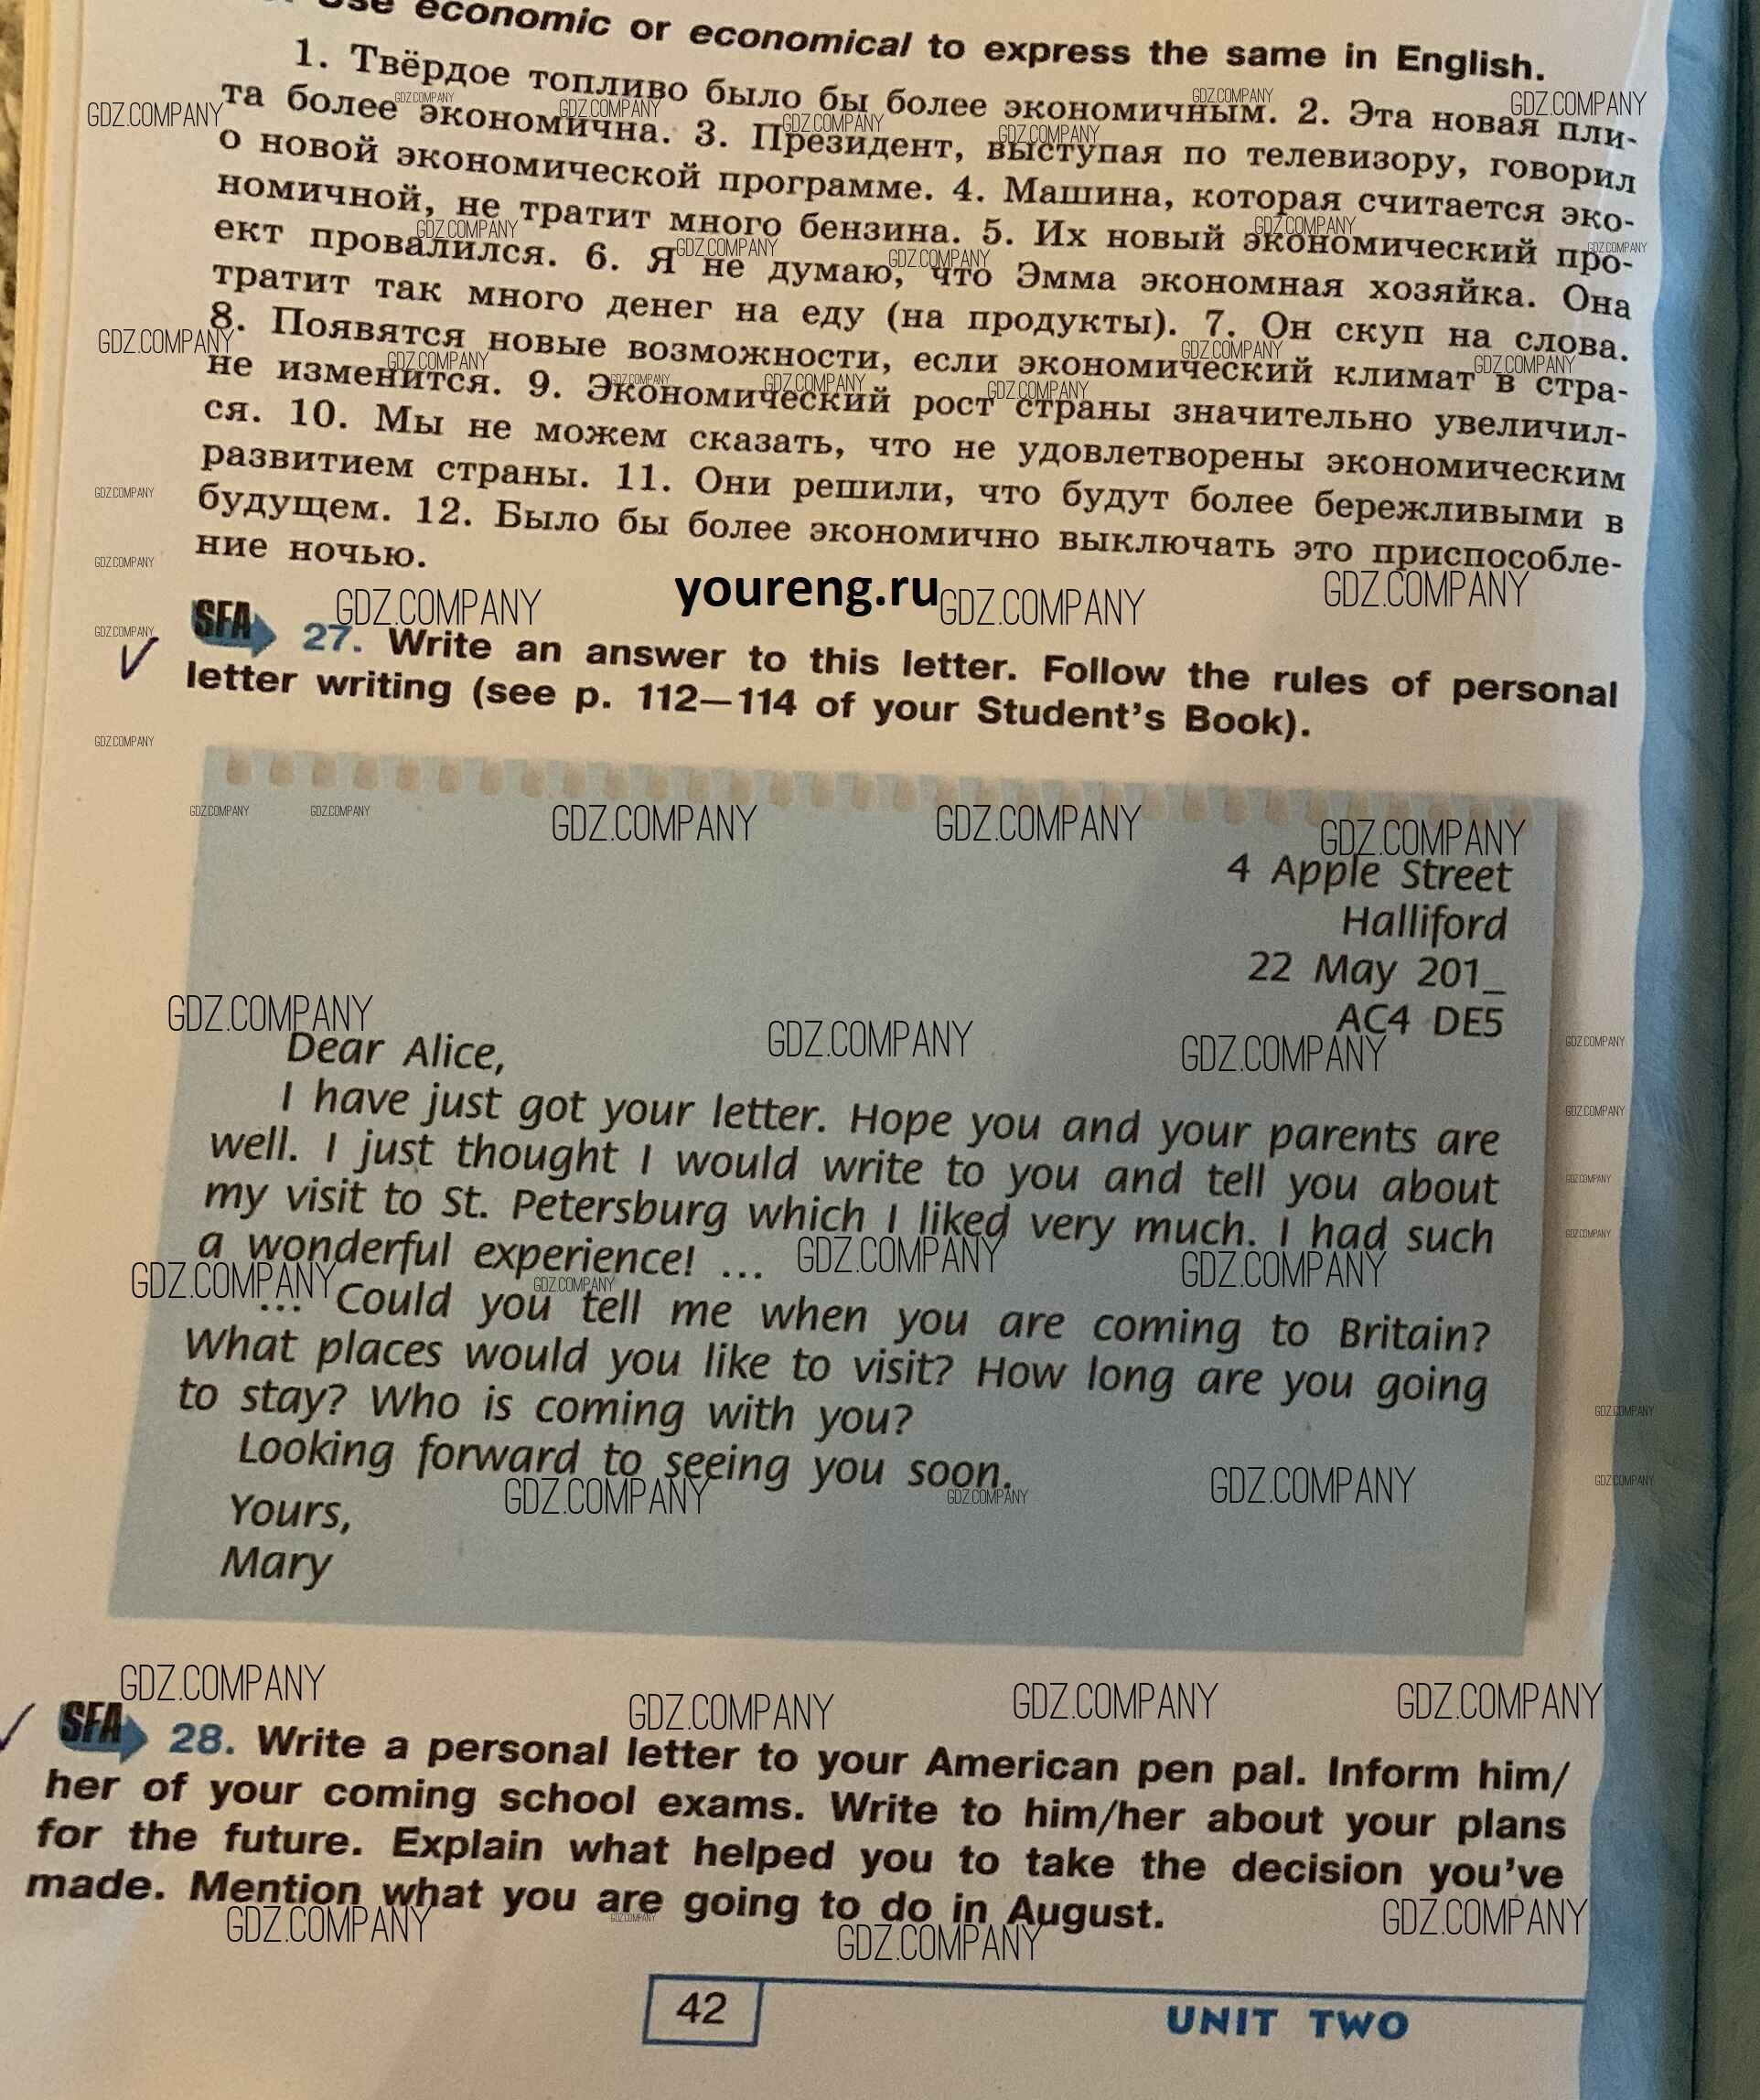 Use economic or economical to express the same in English.
1. Твёрдое топливо было бы более экономичным. 2. Эта новая пли-
та более экономична. 3. Президент, выступая по телевизору, говорил
о новой экономической программе. 4. Машина, которая считается эко-
номичной, не тратит много бензина. 5. Их новый экономический про-
ект провалился. 6. Я не думаю, что Эмма экономная хозяйка. Она
тратит так много денег на еду (на продукты). 7. Он скуп на слова.
8. Появятся новые возможности, если экономический климат в стра-
не изменится. 9. Экономический рост страны значительно увеличил-
ся. 10. Мы не можем сказать, что не удовлетворены экономическим
развитием страны. 11. Они решили, что будут более бережливыми в
будущем. 12. Было бы более экономично выключать это приспособле-
ние ночью.
youreng.ru
GDZ.COMPANY
SFA 27. Write an answer to this letter. Follow the rules of personal
letter writing (see p. 112—114 of your Student's Book).
4 Apple Street
Halliford
22 May 201_
AC4 DE5
Dear Alice,
I have just got your letter. Hope you and your parents are
well. I just thought I would write to you and tell you about
my visit to St. Petersburg which I liked very much. I had such
a wonderful experience! ...
... Could you tell me when you are coming to Britain?
What places would you like to visit? How long are you going
to stay? Who is coming with you?
Looking forward to seeing you soon.
Yours,
Mary
SFA 28. Write a personal letter to your American pen pal. Inform him/
her of your coming school exams. Write to him/her about your plans
for the future. Explain what helped you to take the decision you've
made. Mention what you are going to do in August.
42
UNIT TWO